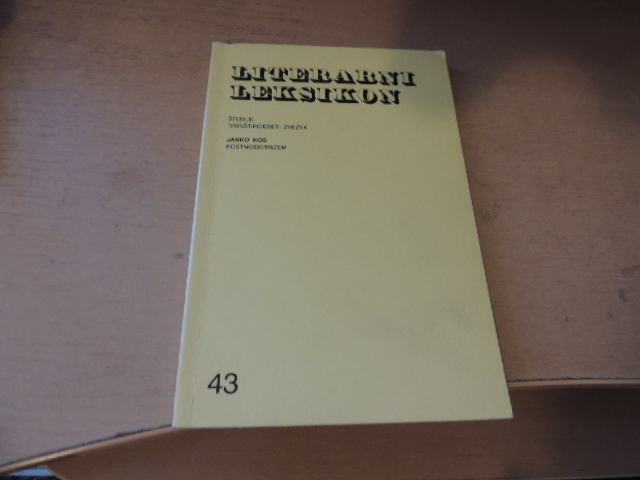 LITERARNI
LEKSIKON
ŠTUDIJE
TRIINŠTIRIDESETI ZVEZEK
JANKO KOS
POSTMODERNIZEM
43